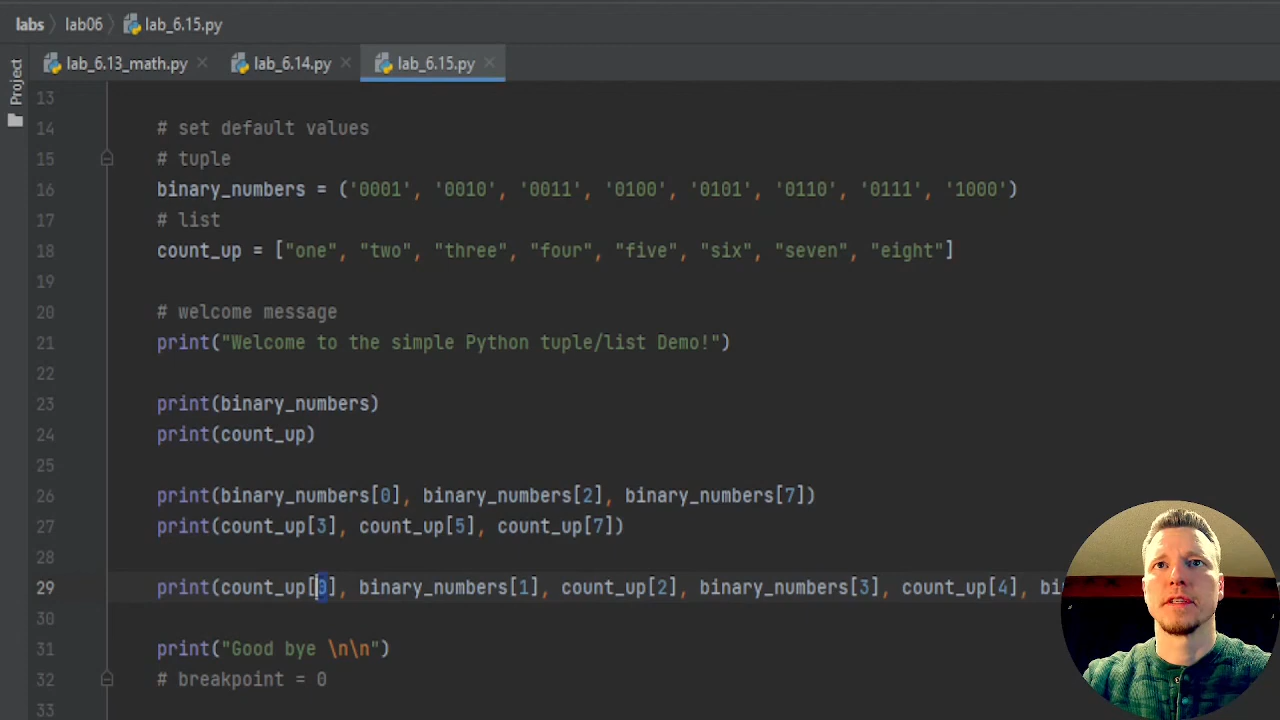 labs lab06 lab_6.15.py
lab_6.13_math.py lab_6.14.py lab_6.15.py
Project
13
14 # set default values
15 # tuple
16 binary_numbers = ('0001', '0010', '0011', '0100', '0101', '0110', '0111', '1000')
17 # list
18 count_up = ["one", "two", "three", "four", "five", "six", "seven", "eight"]
19
20 # welcome message
21 print("Welcome to the simple Python tuple/list Demo!")
22
23 print(binary_numbers)
24 print(count_up)
25
26 print(binary_numbers[0], binary_numbers[2], binary_numbers[7])
27 print(count_up[3], count_up[5], count_up[7])
28
29 print(count_up[0], binary_numbers[1], count_up[2], binary_numbers[3], count_up[4], bi
30
31 print("Good bye \n\n")
32 # breakpoint = 0
33